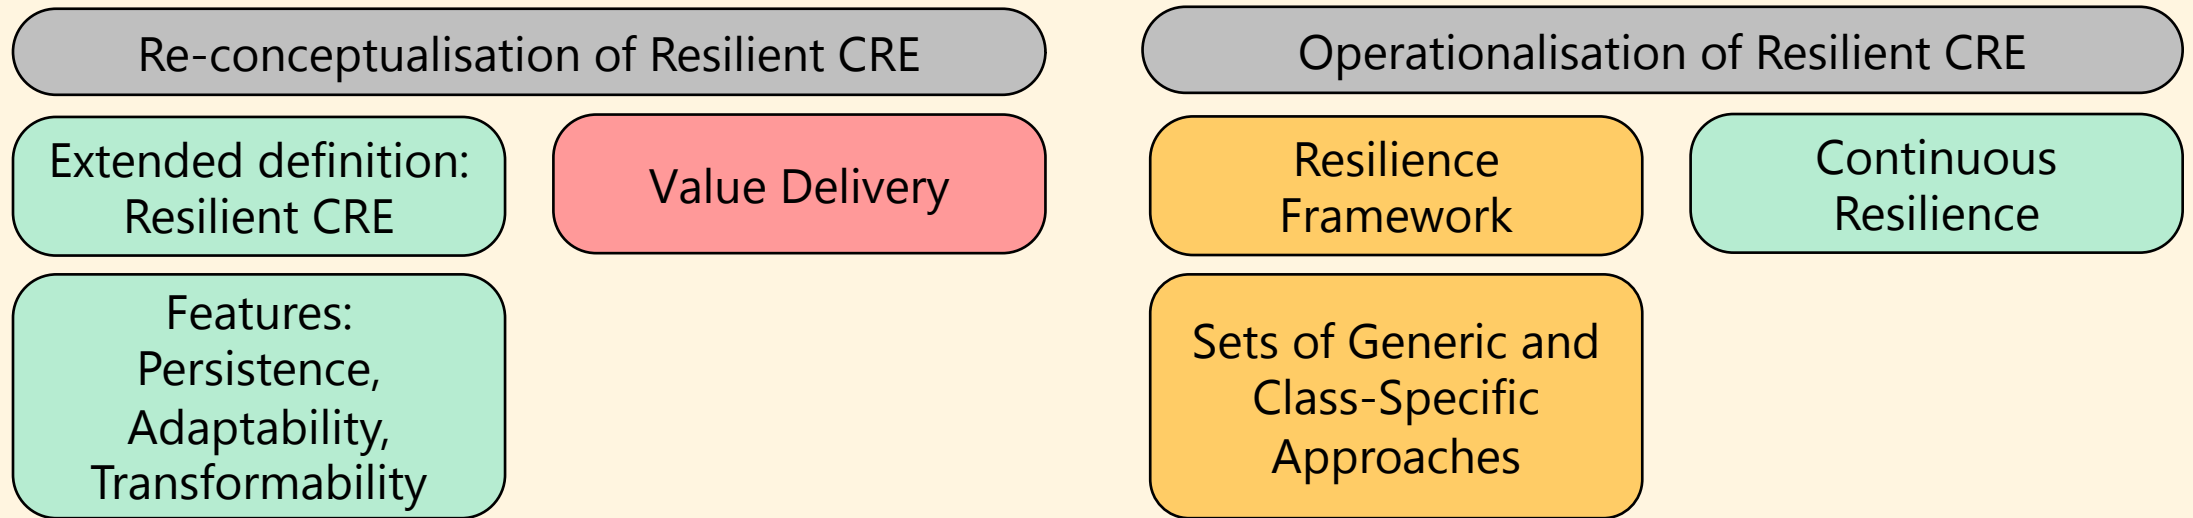 Re-conceptualisation of Resilient CRE
Extended definition:
Resilient CRE
Value Delivery
Features:
Persistence,
Adaptability,
Transformability
Operationalisation of Resilient CRE
Resilience
Framework
Continuous
Resilience
Sets of Generic and
Class-Specific
Approaches